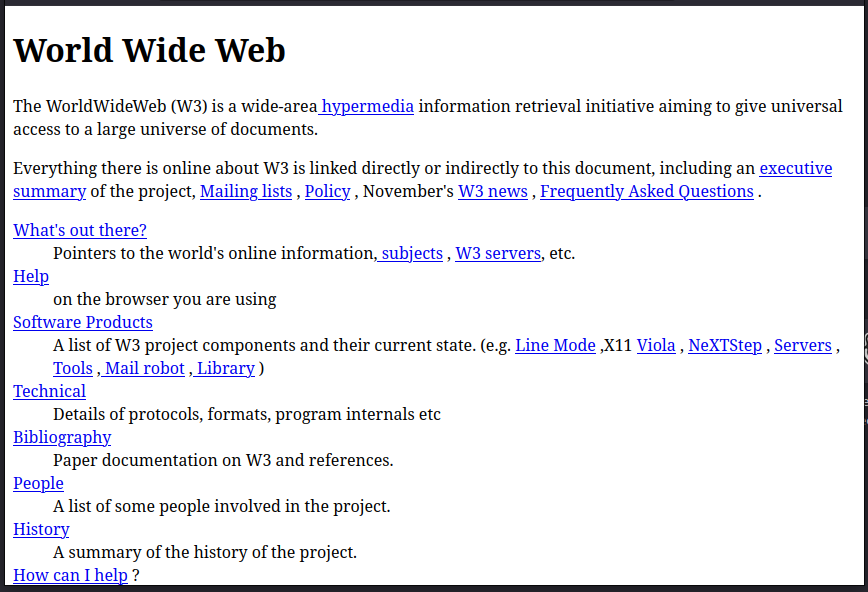 World Wide Web
The WorldWideWeb (W3) is a wide-area hypermedia information retrieval initiative aiming to give universal
access to a large universe of documents.
Everything there is online about W3 is linked directly or indirectly to this document, including an executive
summary of the project, Mailing lists , Policy , November's W3 news , Frequently Asked Questions .
What's out there?
Pointers to the world's online information, subjects , W3 servers, etc.
Help
on the browser you are using
Software Products
A list of W3 project components and their current state. (e.g. Line Mode ,X11 Viola , NeXTStep , Servers ,
Tools , Mail robot , Library )
Technical
Details of protocols, formats, program internals etc
Bibliography
Paper documentation on W3 and references.
People
A list of some people involved in the project.
History
A summary of the history of the project.
How can I help ?